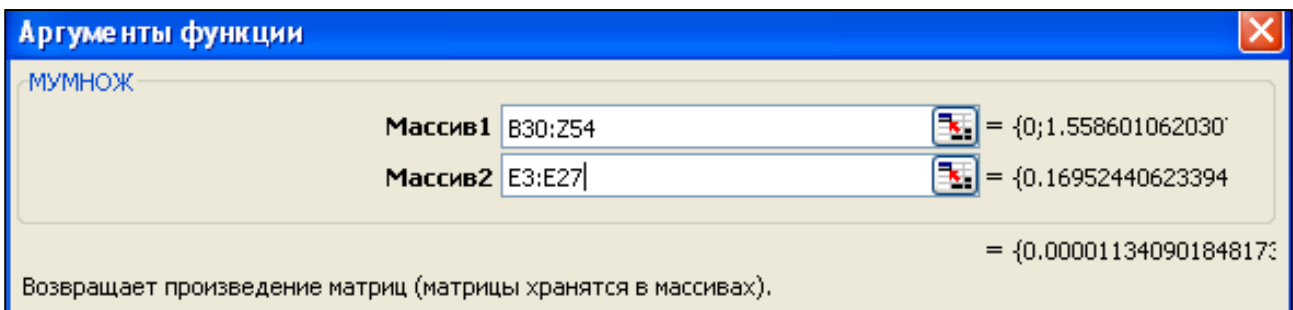 Аргументы функции
МУМНОЖ
Массив1 B30:Z54 = {0;1.558601062030
Массив2 E3:E27 = {0.16952440623394
= {0.000011340901848173
Возвращает произведение матриц (матрицы хранятся в массивах).